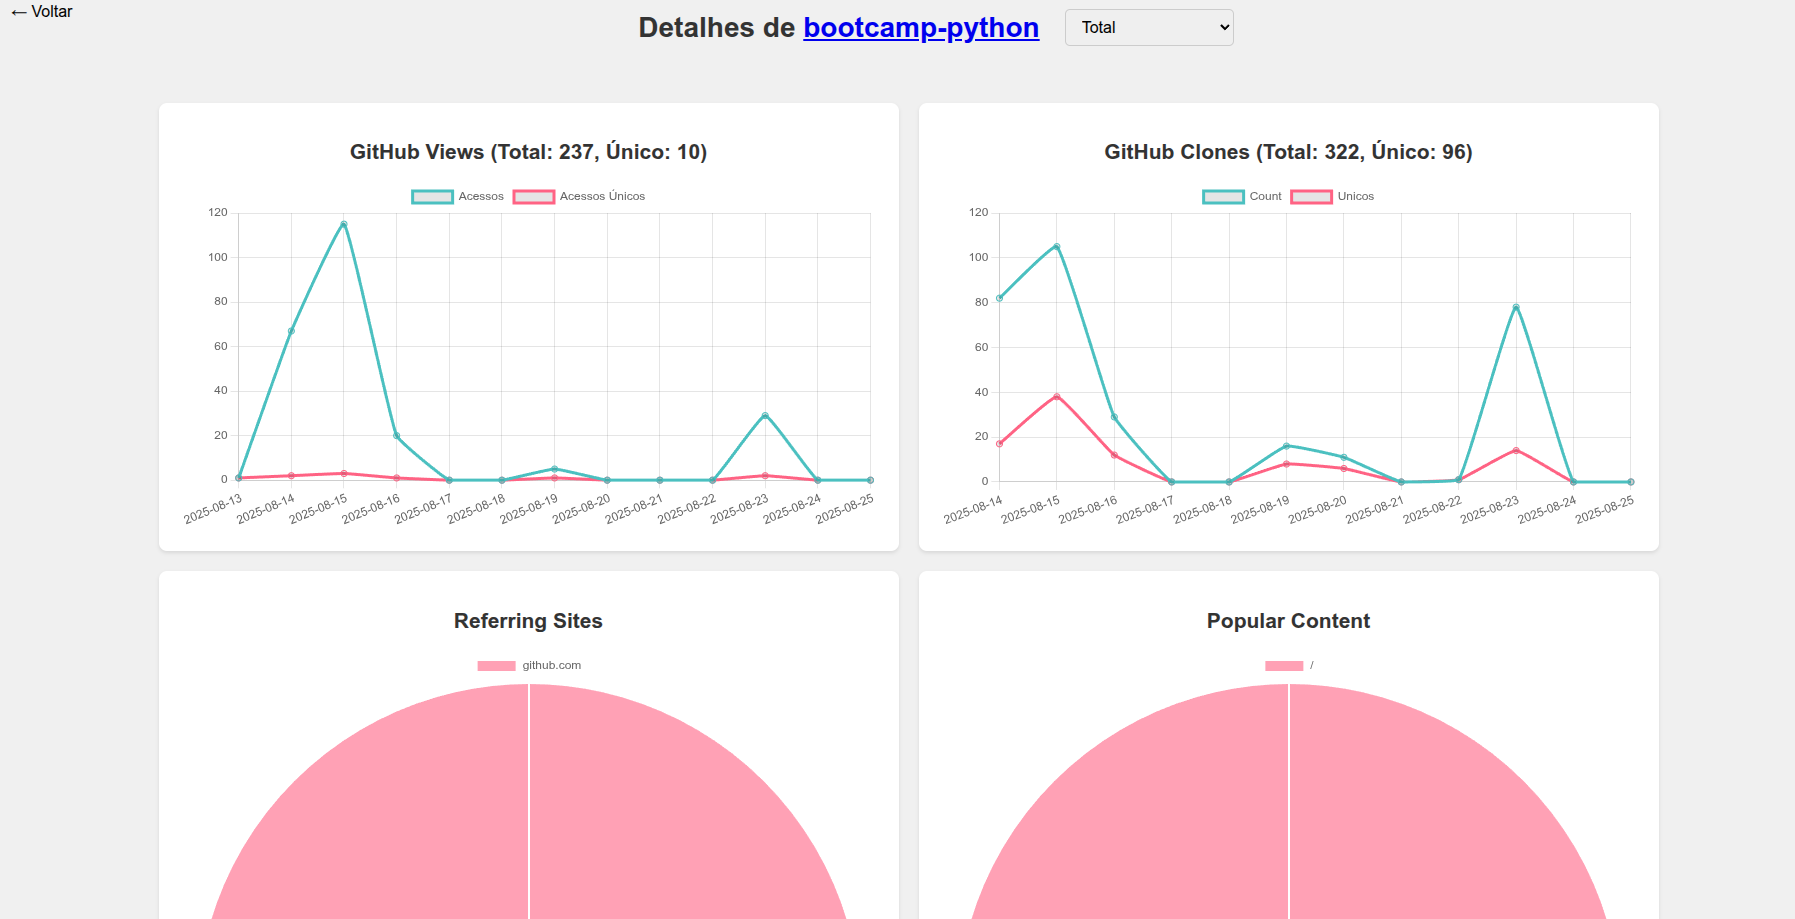 ← Voltar
Detalhes de bootcamp-python Total
GitHub Views (Total: 237, Único: 10)
Acessos Acessos Únicos
120
100
80
60
40
20
0
2025-08-13 2025-08-14 2025-08-15 2025-08-16 2025-08-17 2025-08-18 2025-08-19 2025-08-20 2025-08-21 2025-08-22 2025-08-23 2025-08-24 2025-08-25
GitHub Clones (Total: 322, Único: 96)
Count Unicos
120
100
80
60
40
20
0
2025-08-14 2025-08-15 2025-08-16 2025-08-17 2025-08-18 2025-08-19 2025-08-20 2025-08-21 2025-08-22 2025-08-23 2025-08-24 2025-08-25
Referring Sites
github.com
Popular Content
/